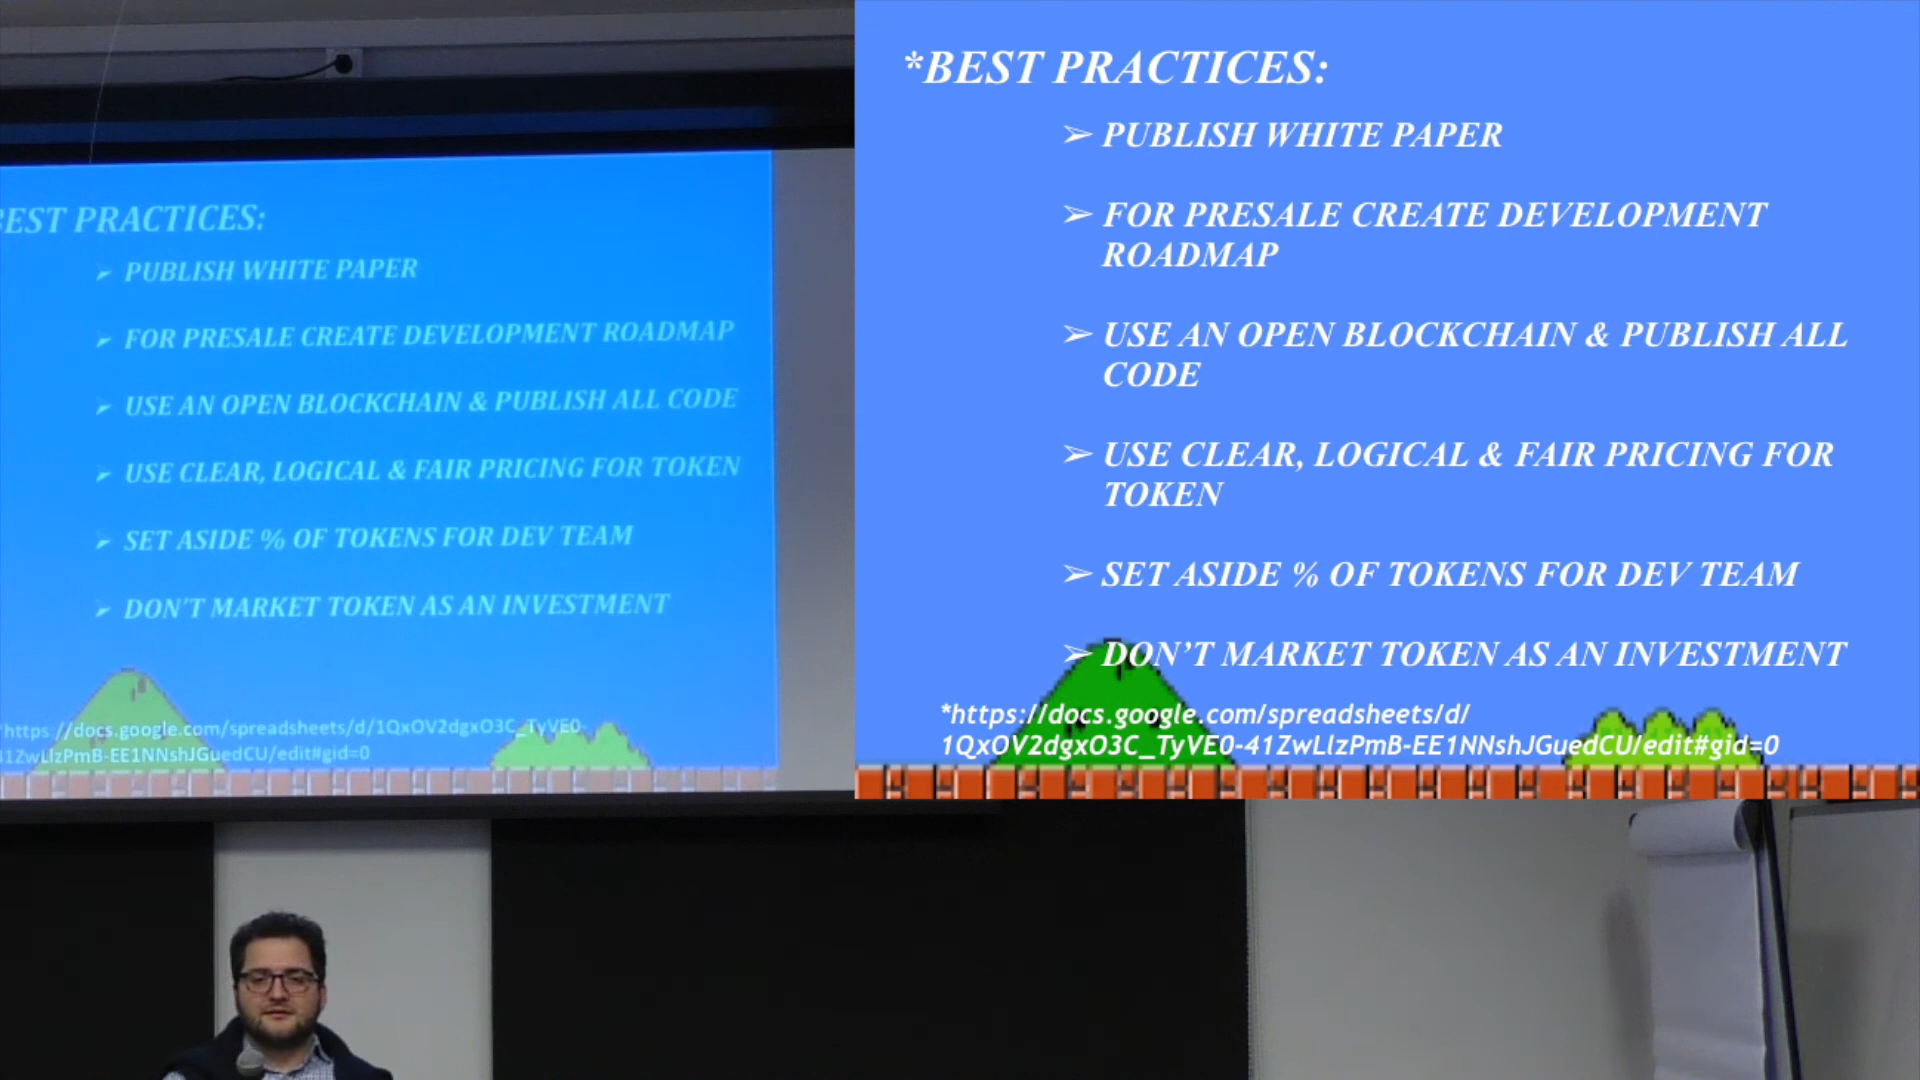 BEST PRACTICES:
➢ PUBLISH WHITE PAPER
➢ FOR PRESALE CREATE DEVELOPMENT ROADMAP
➢ USE AN OPEN BLOCKCHAIN & PUBLISH ALL CODE
➢ USE CLEAR, LOGICAL & FAIR PRICING FOR TOKEN
➢ SET ASIDE % OF TOKENS FOR DEV TEAM
➢ DON'T MARKET TOKEN AS AN INVESTMENT
*https://docs.google.com/spreadsheets/d/1QxOV2dgxO3C_TyVE0-
41ZwLlzPmB-EE1NNshJGuedCU/edit#gid=0
*BEST PRACTICES:
➢ PUBLISH WHITE PAPER
➢ FOR PRESALE CREATE DEVELOPMENT
ROADMAP
➢ USE AN OPEN BLOCKCHAIN & PUBLISH ALL
CODE
➢ USE CLEAR, LOGICAL & FAIR PRICING FOR
TOKEN
➢ SET ASIDE % OF TOKENS FOR DEV TEAM
➢ DON'T MARKET TOKEN AS AN INVESTMENT
*https://docs.google.com/spreadsheets/d/
1QxOV2dgxO3C_TyVE0-41ZwLlzPmB-EE1NNshJGuedCU/edit#gid=0